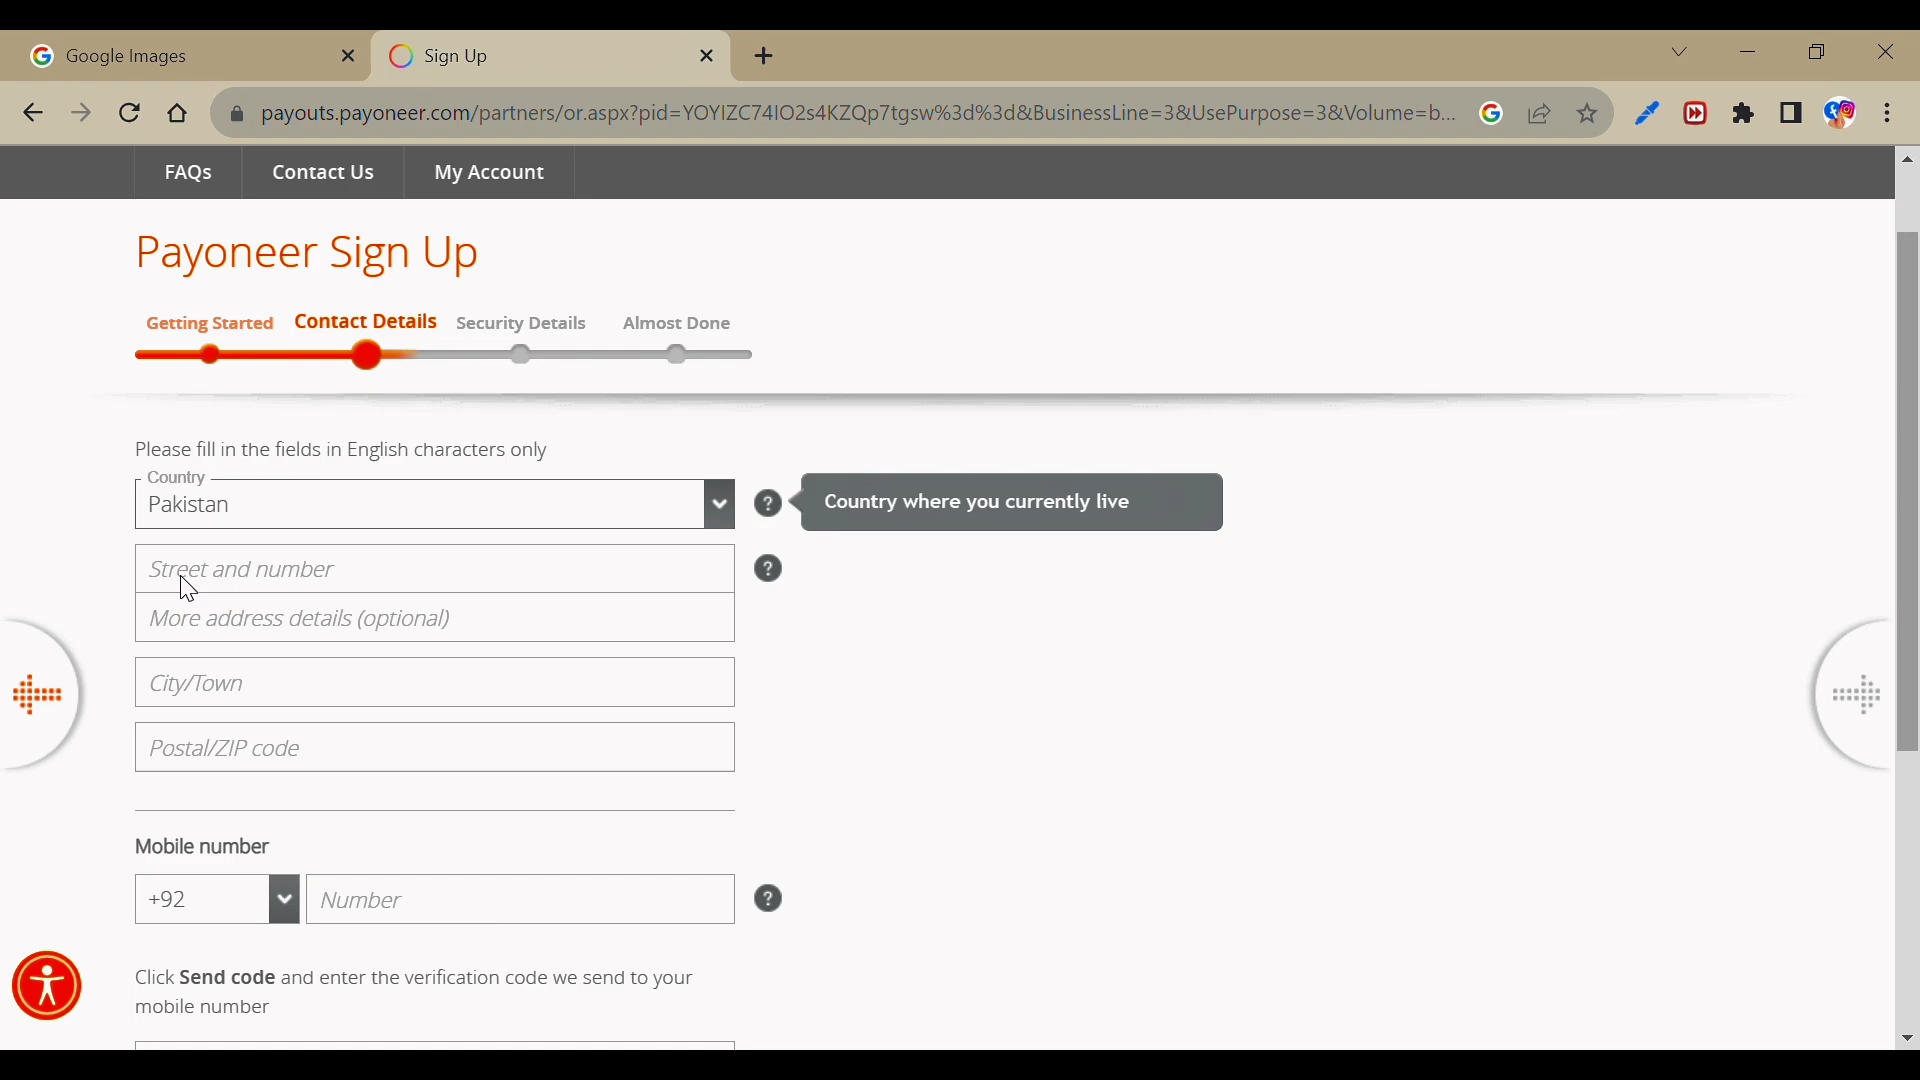 Google Images
Sign Up
payouts.payoneer.com/partners/or.aspx?pid=YOYIZC74IO2s4KZQp7tgsw%3d%3d&BusinessLine=3&UsePurpose=3&Volume=b...
FAQs
Contact Us
My Account
Payoneer Sign Up
Getting Started
Contact Details
Security Details
Almost Done
Please fill in the fields in English characters only
Country
Pakistan
?
Country where you currently live
Street and number
?
More address details (optional)
City/Town
Postal/ZIP code
Mobile number
+92
Number
?
Click Send code and enter the verification code we send to your
mobile number